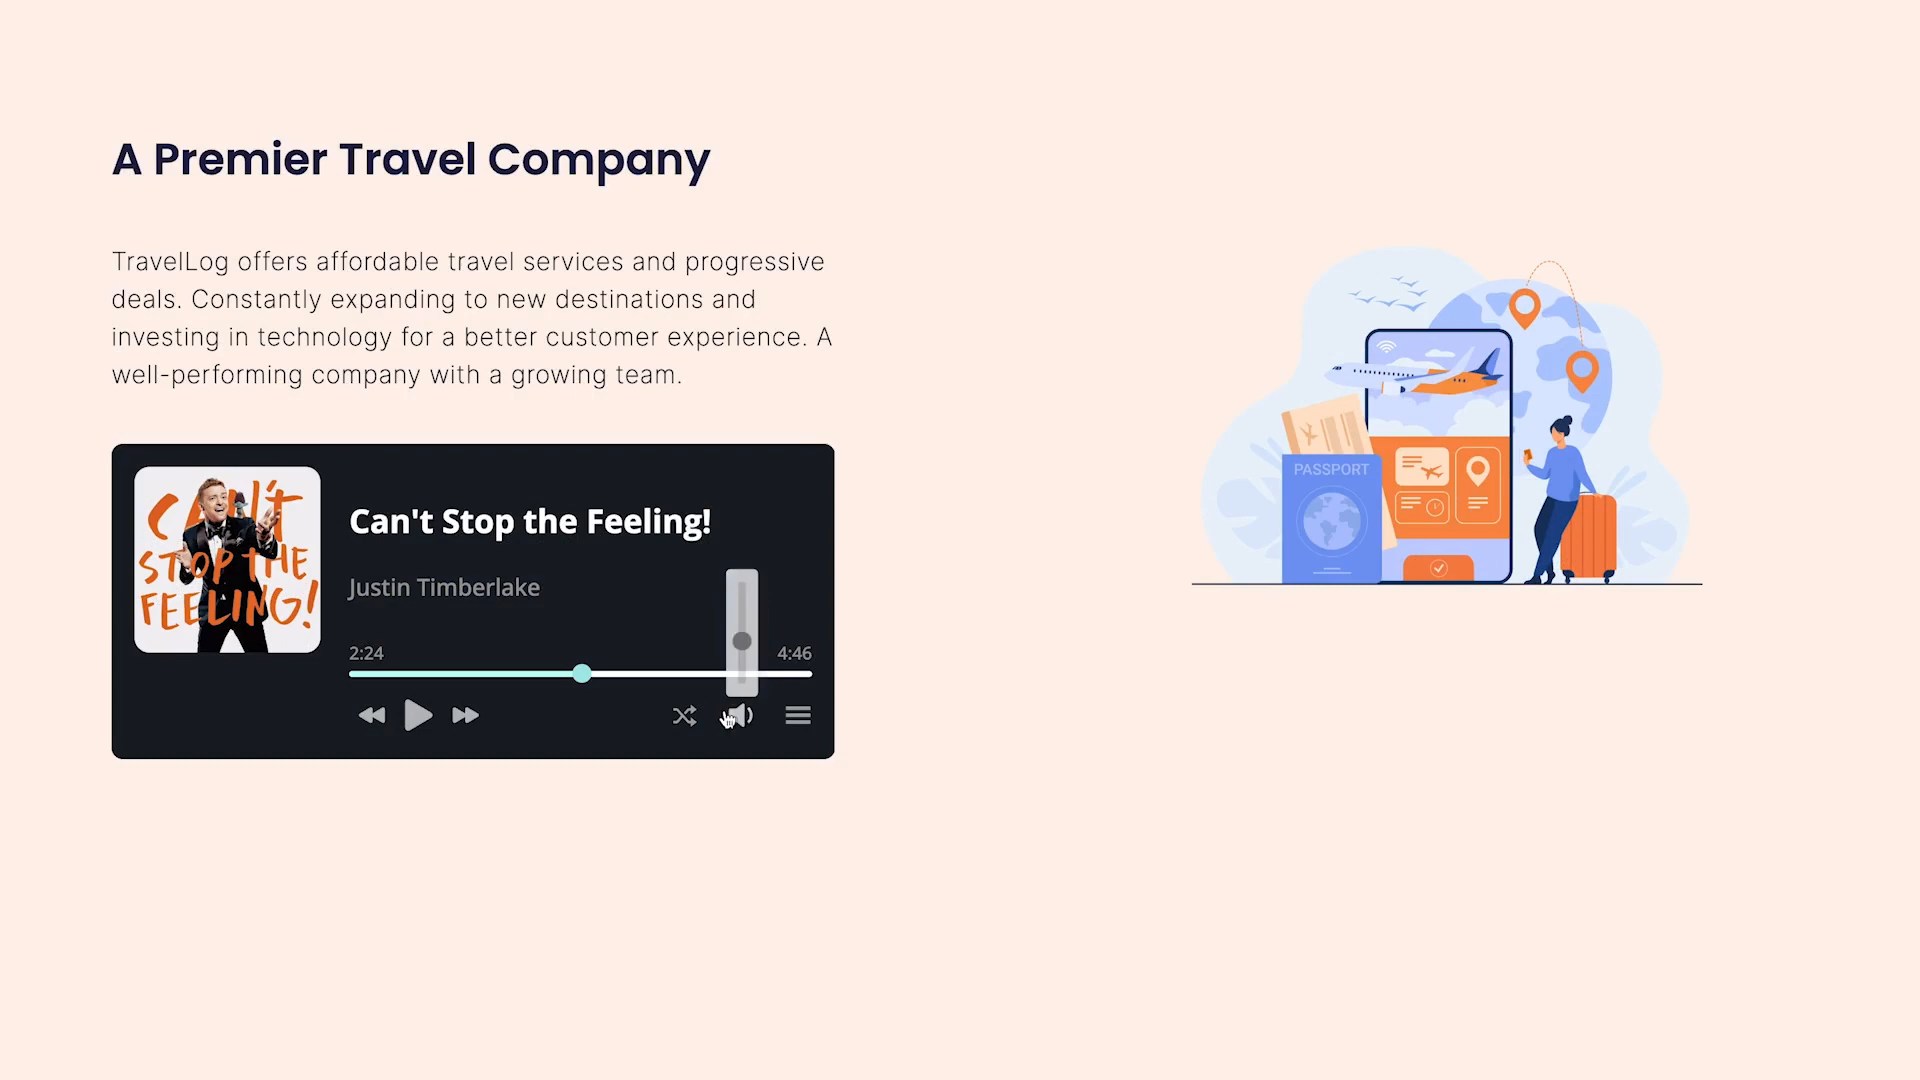 A Premier Travel Company
TravelLog offers affordable travel services and progressive
deals. Constantly expanding to new destinations and
investing in technology for a better customer experience. A
well-performing company with a growing team.
CAN'T
STOP THE
FEELING!
Can't Stop the Feeling!
Justin Timberlake
2:24
4:46
PASSPORT